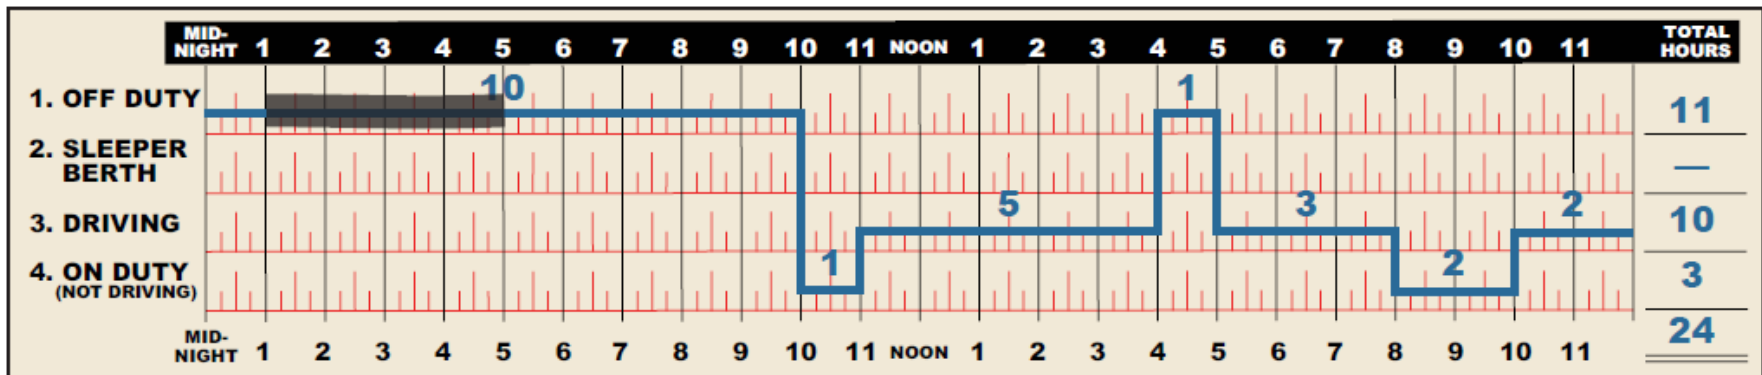 MID-NIGHT 1 2 3 4 5 6 7 8 9 10 11 NOON 1 2 3 4 5 6 7 8 9 10 11 TOTAL HOURS
10 1
1. OFF DUTY 11
2. SLEEPER BERTH —
5 3 2
3. DRIVING 10
1 2
4. ON DUTY 3
(NOT DRIVING)
MID-NIGHT 1 2 3 4 5 6 7 8 9 10 11 NOON 1 2 3 4 5 6 7 8 9 10 11 24